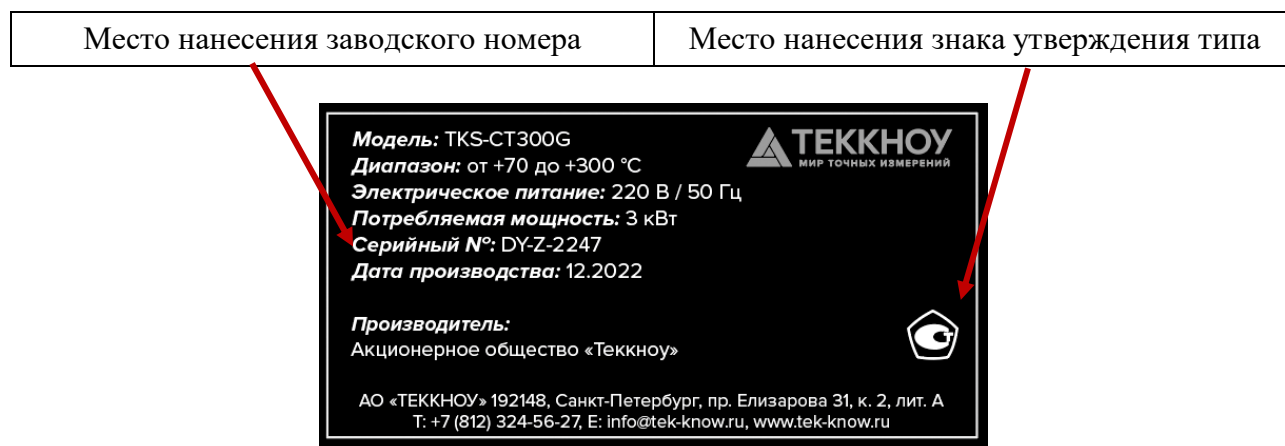 Место нанесения заводского номера
Место нанесения знака утверждения типа
Модель: TKS-CT300G
ТЕККНОУ
МИР ТОЧНЫХ ИЗМЕРЕНИЙ
Диапазон: от +70 до +300 °С
Электрическое питание: 220 В / 50 Гц
Потребляемая мощность: 3 кВт
Серийный №: DY-Z-2247
Дата производства: 12.2022
Производитель:
Акционерное общество «Теккноу»
СТ
АО «ТЕККНОУ» 192148, Санкт-Петербург, пр. Елизарова 31, к. 2, лит. А
Т: +7 (812) 324-56-27, E: info@tek-know.ru, www.tek-know.ru